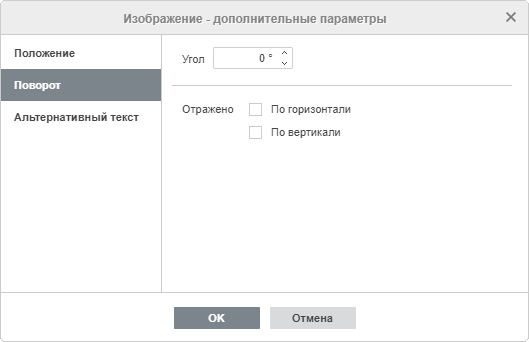 Изображение - дополнительные параметры
Положение
Поворот
Альтернативный текст
Угол 0 °
Отражено По горизонтали
По вертикали
OK Отмена